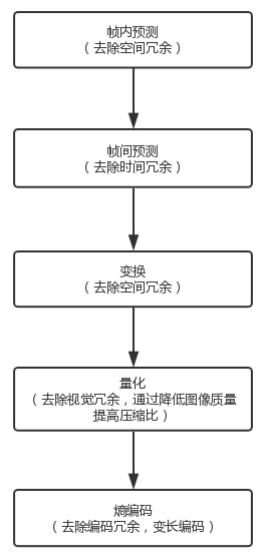 帧内预测
（去除空间冗余）
帧间预测
（去除时间冗余）
变换
（去除空间冗余）
量化
（去除视觉冗余，通过降低图像质量
提高压缩比）
熵编码
（去除编码冗余，变长编码）